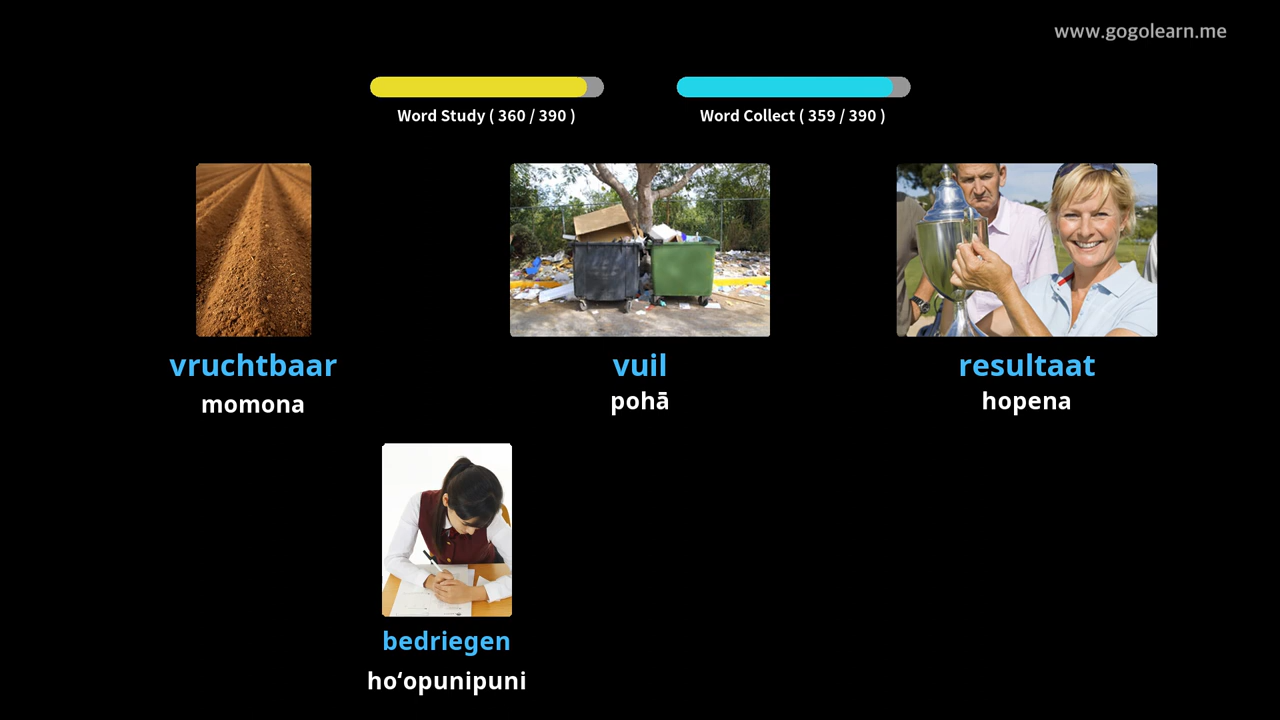 www.gogolearn.me
Word Study ( 360 / 390 )
Word Collect ( 359 / 390 )
vruchtbaar
momona
vuil
pohā
resultaat
hopena
bedriegen
hoʻopunipuni